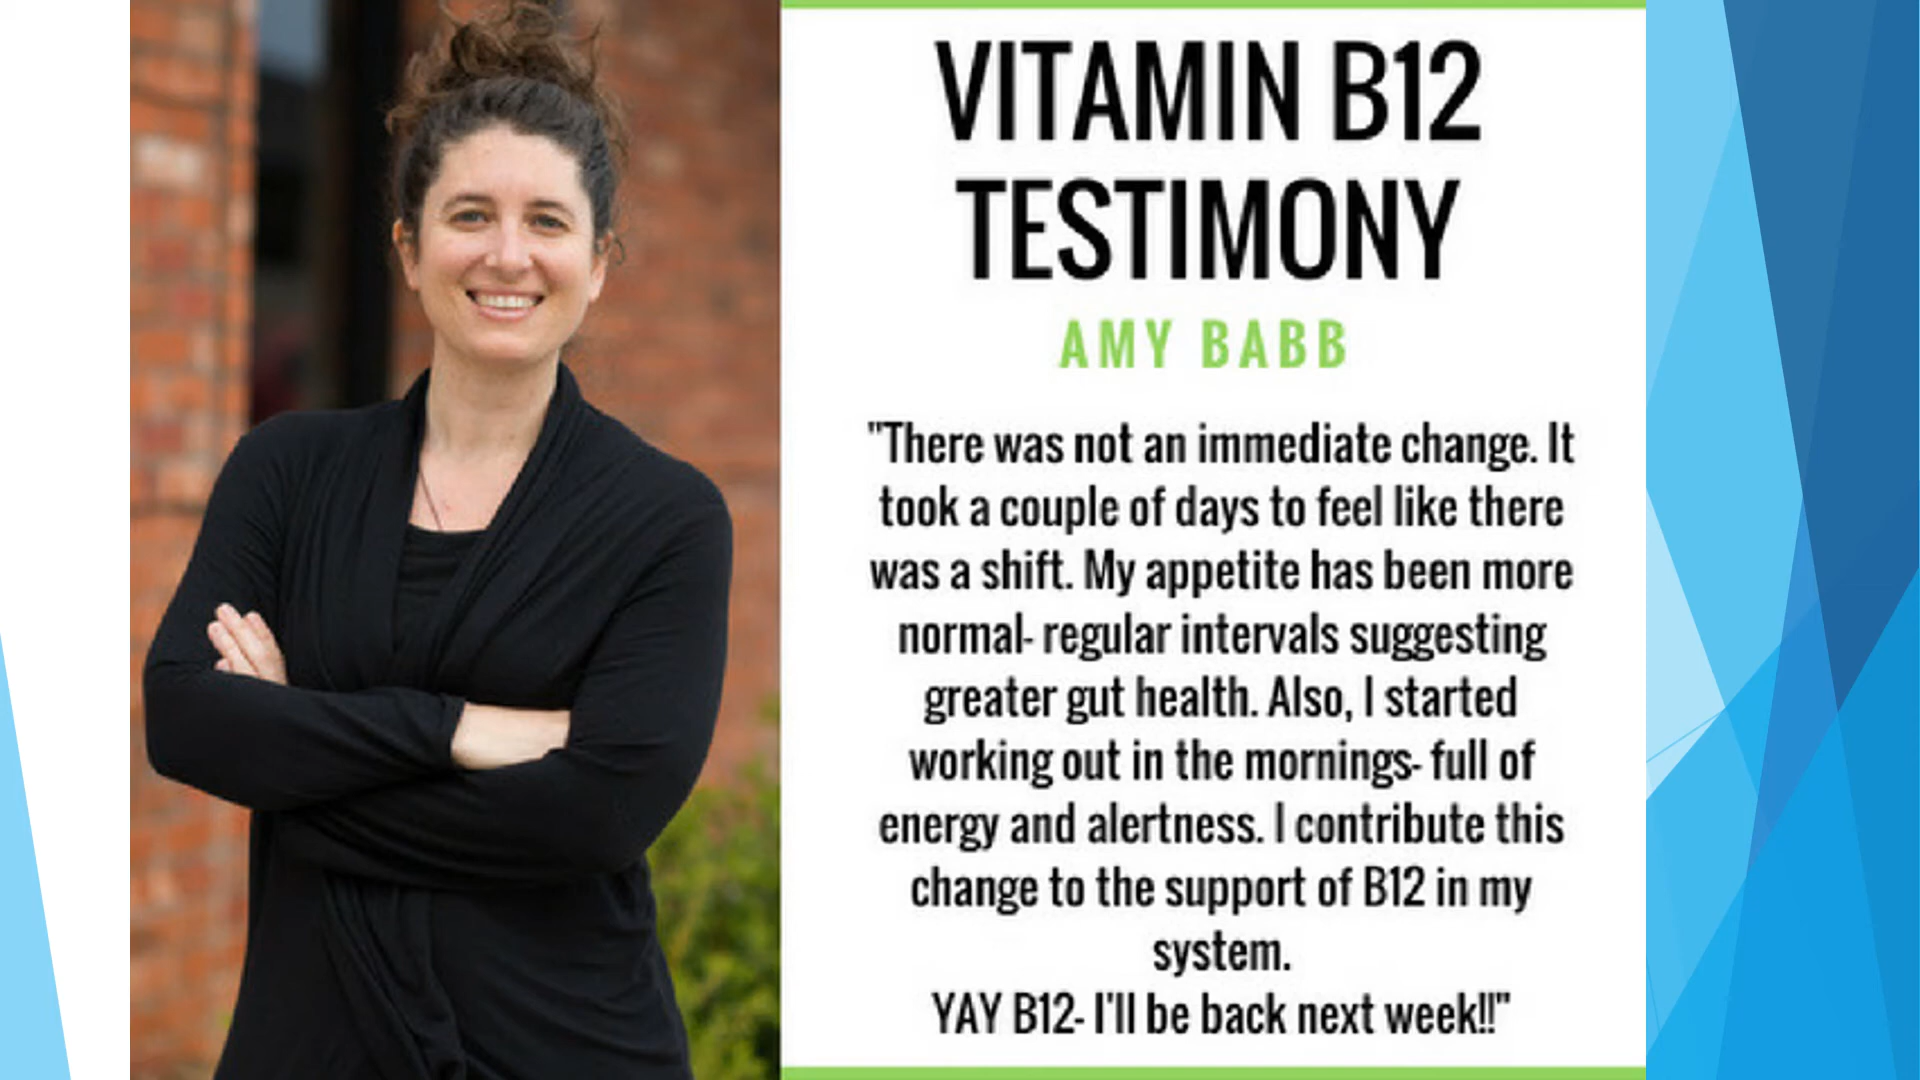 VITAMIN B12
TESTIMONY
AMY BABB
"There was not an immediate change. It
took a couple of days to feel like there
was a shift. My appetite has been more
normal- regular intervals suggesting
greater gut health. Also, I started
working out in the mornings- full of
energy and alertness. I contribute this
change to the support of B12 in my
system.
YAY B12- I'll be back next week!!"